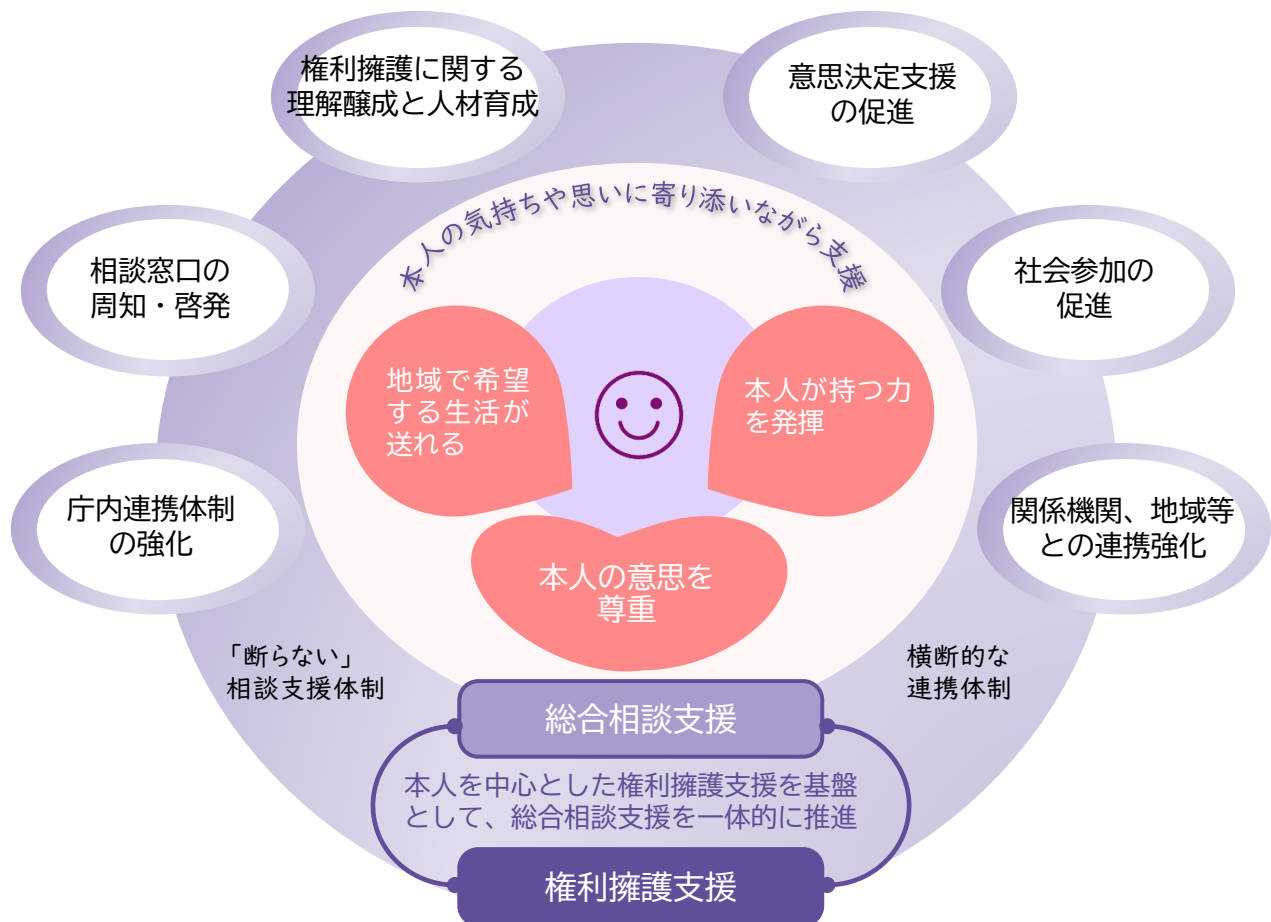 権利擁護に関する
理解醸成と人材育成
意思決定支援
の促進
相談窓口の
周知・啓発
社会参加の
促進
庁内連携体制
の強化
関係機関、地域等
との連携強化
本人の気持ちや思いに寄り添いながら支援
地域で希望
する生活が
送れる
本人が持つ力
を発揮
本人の意思を
尊重
「断らない」
相談支援体制
横断的な
連携体制
総合相談支援
本人を中心とした権利擁護支援を基盤
として、総合相談支援を一体的に推進
権利擁護支援